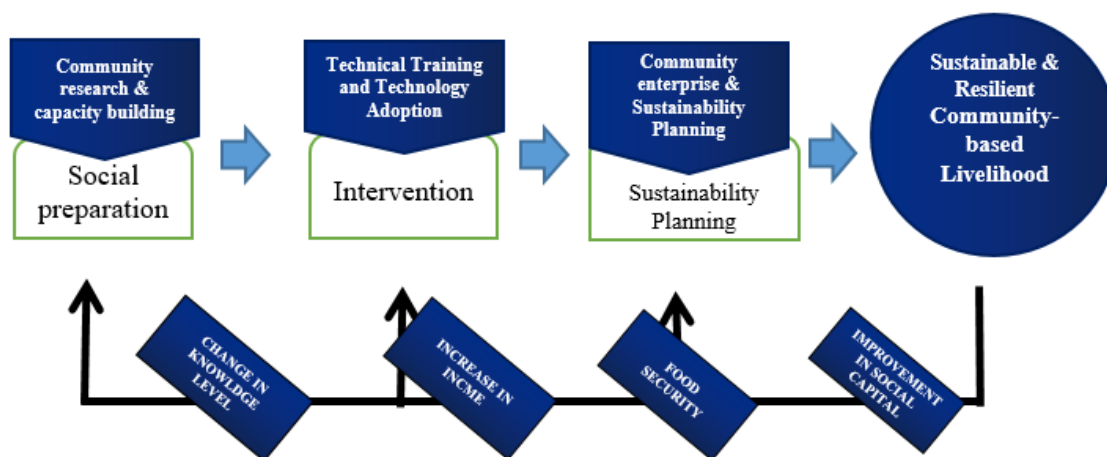 Community
research &
capacity building
Social
preparation
Technical Training
and Technology
Adoption
Intervention
Community
enterprise &
Sustainability
Planning
Sustainability
Planning
Sustainable &
Resilient
Community-
based
Livelihood
CHANGE IN
KNOWLDGE
LEVEL
INCREASE IN
INCME
FOOD
SECURITY
IMPROVEMENT
IN SOCIAL
CAPITAL